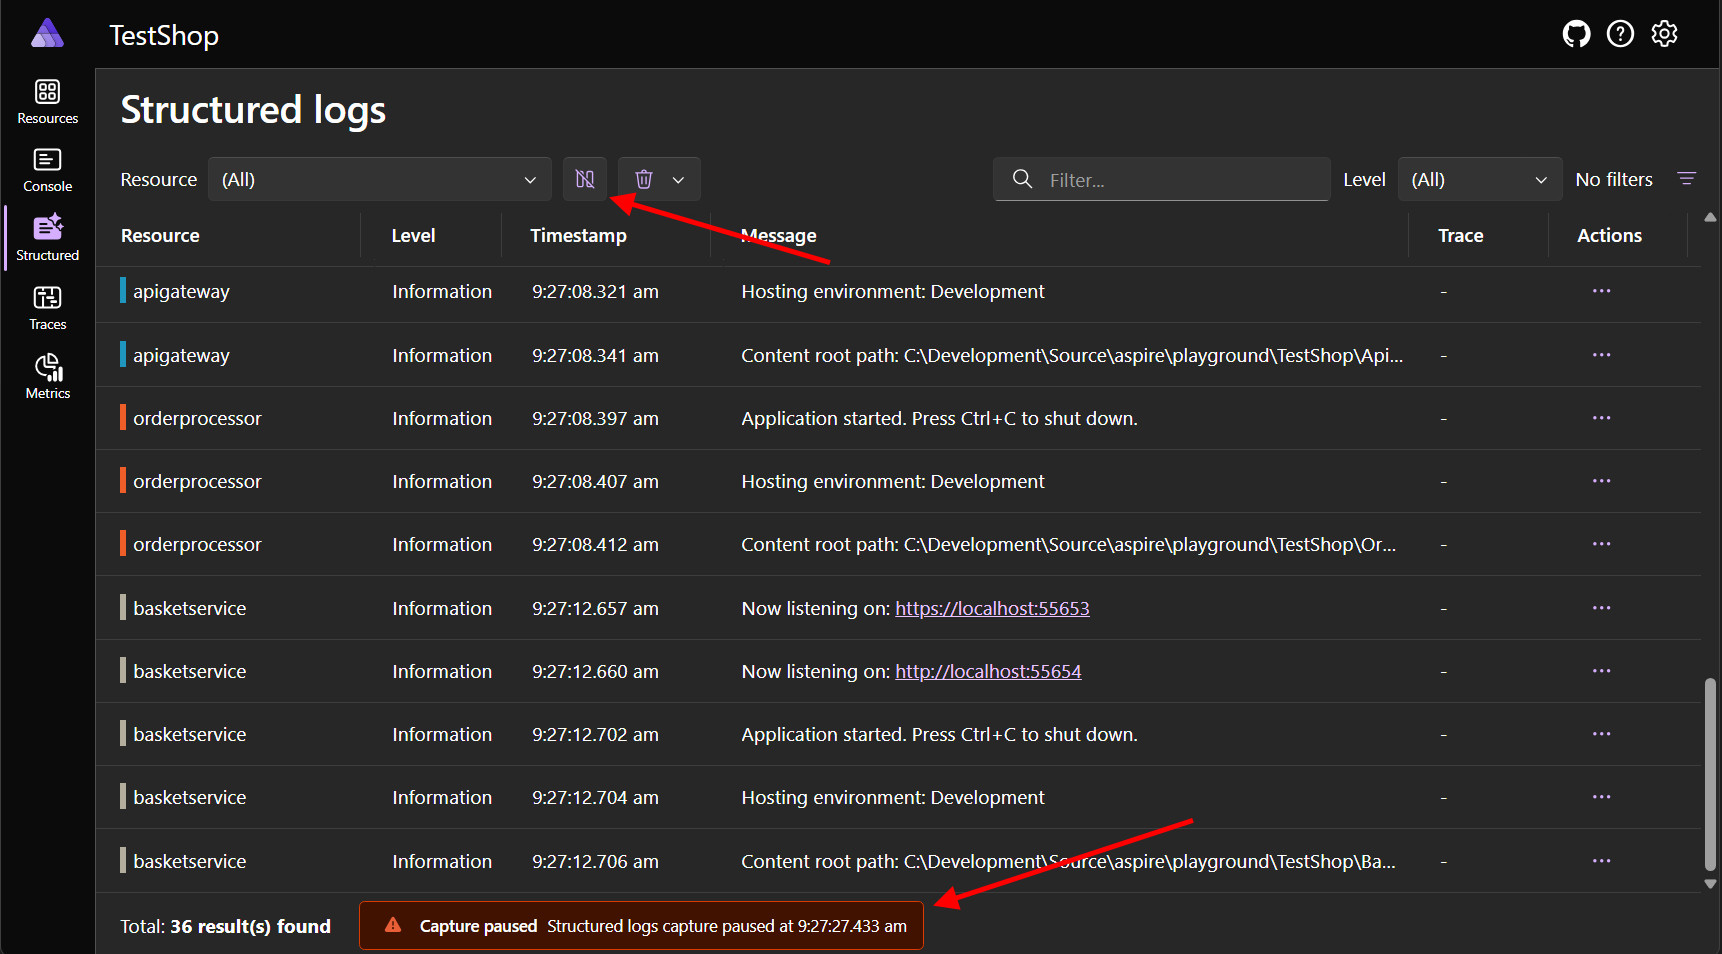 TestShop
Resources
Console
Structured
Traces
Metrics
Structured logs
Resource (All) Filter... Level (All) No filters
Resource Level Timestamp Message Trace Actions
apigateway Information 9:27:08.321 am Hosting environment: Development - ...
apigateway Information 9:27:08.341 am Content root path: C:\Development\Source\aspire\playground\TestShop\Api... - ...
orderprocessor Information 9:27:08.397 am Application started. Press Ctrl+C to shut down. - ...
orderprocessor Information 9:27:08.407 am Hosting environment: Development - ...
orderprocessor Information 9:27:08.412 am Content root path: C:\Development\Source\aspire\playground\TestShop\Or... - ...
basketservice Information 9:27:12.657 am Now listening on: https://localhost:55653 - ...
basketservice Information 9:27:12.660 am Now listening on: http://localhost:55654 - ...
basketservice Information 9:27:12.702 am Application started. Press Ctrl+C to shut down. - ...
basketservice Information 9:27:12.704 am Hosting environment: Development - ...
basketservice Information 9:27:12.706 am Content root path: C:\Development\Source\aspire\playground\TestShop\Ba... - ...
Total: 36 result(s) found Capture paused Structured logs capture paused at 9:27:27.433 am